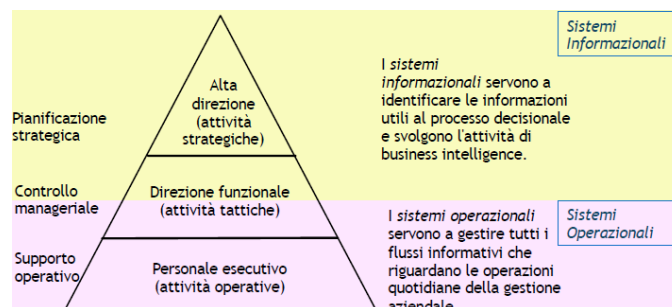 Sistemi
Informazionali
I sistemi
informazionali servono a
identificare le informazioni
utili al processo decisionale
e svolgono l'attività di
business intelligence.
Alta
direzione
(attività
strategiche)
Pianificazione
strategica
Controllo
manageriale
Direzione funzionale
(attività tattiche)
I sistemi operazionali
servono a gestire tutti i
flussi informativi che
riguardano le operazioni
quotidiane della gestione
aziendale
Sistemi
Operazionali
Supporto
operativo
Personale esecutivo
(attività operative)